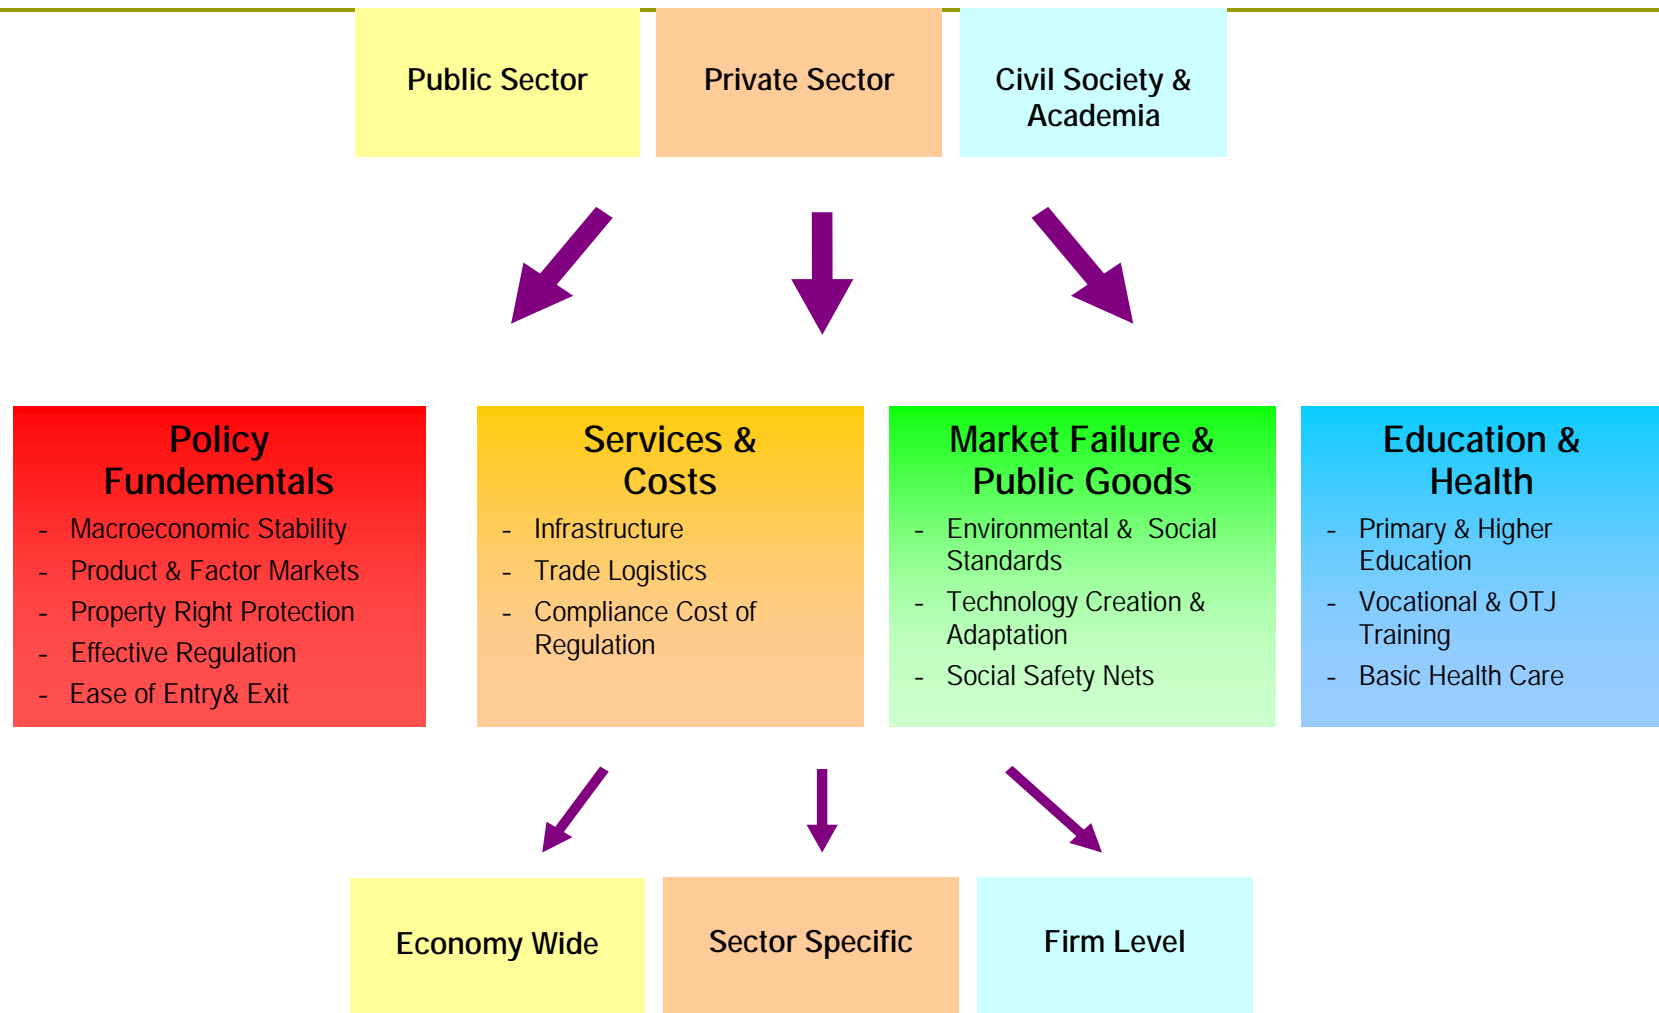 Public Sector
Private Sector
Civil Society &
Academia
Policy
Fundementals
- Macroeconomic Stability
- Product & Factor Markets
- Property Right Protection
- Effective Regulation
- Ease of Entry& Exit
Services &
Costs
- Infrastructure
- Trade Logistics
- Compliance Cost of
Regulation
Market Failure &
Public Goods
- Environmental & Social
Standards
- Technology Creation &
Adaptation
- Social Safety Nets
Education &
Health
- Primary & Higher
Education
- Vocational & OTJ
Training
- Basic Health Care
Economy Wide
Sector Specific
Firm Level